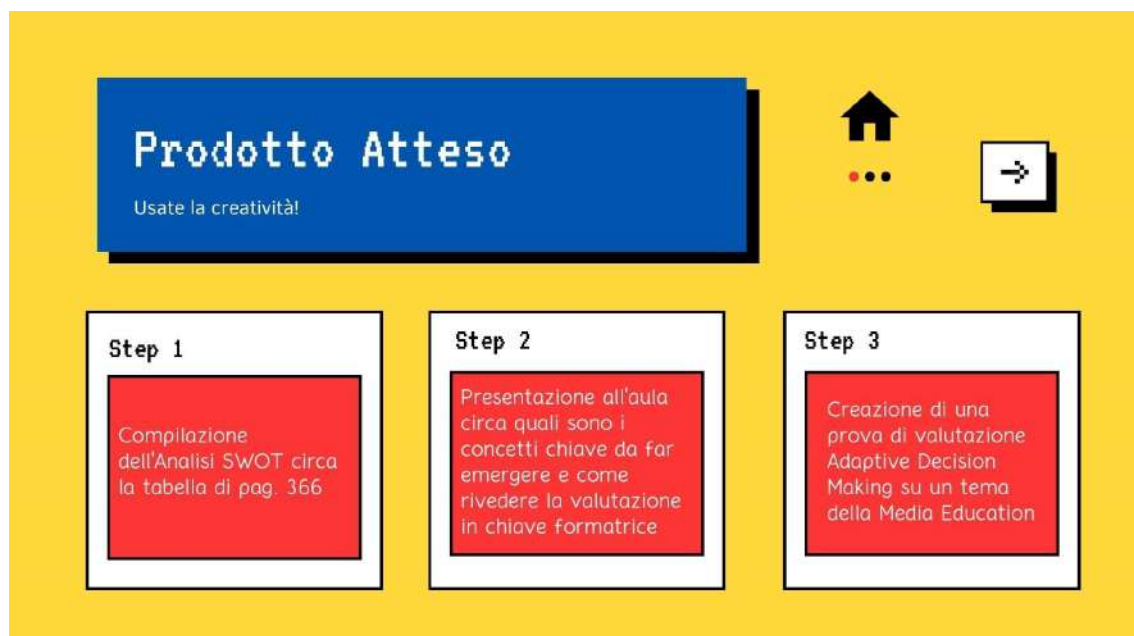 Prodotto Atteso
Usate la creatività!
Step 1
Compilazione
dell'Analisi SWOT circa
la tabella di pag. 366
Step 2
Presentazione all'aula
circa quali sono i
concetti chiave da far
emergere e come
rivedere la valutazione
in chiave formatrice
Step 3
Creazione di una
prova di valutazione
Adaptive Decision
Making su un tema
della Media Education